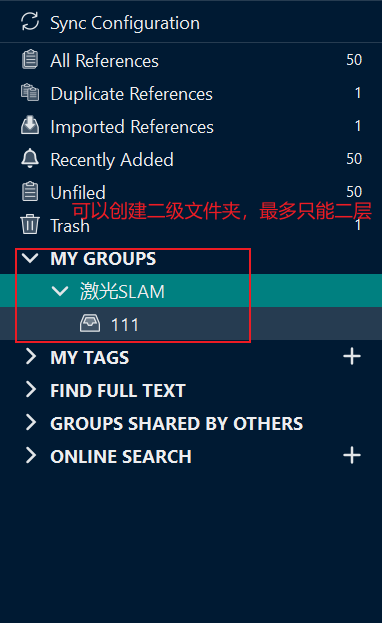 Sync Configuration
All References 50
Duplicate References 1
Imported References 1
Recently Added 50
Unfiled 50
可以创建二级文件夹，最多只能二层
Trash 1
MY GROUPS
激光SLAM
111
MY TAGS
FIND FULL TEXT
GROUPS SHARED BY OTHERS
ONLINE SEARCH